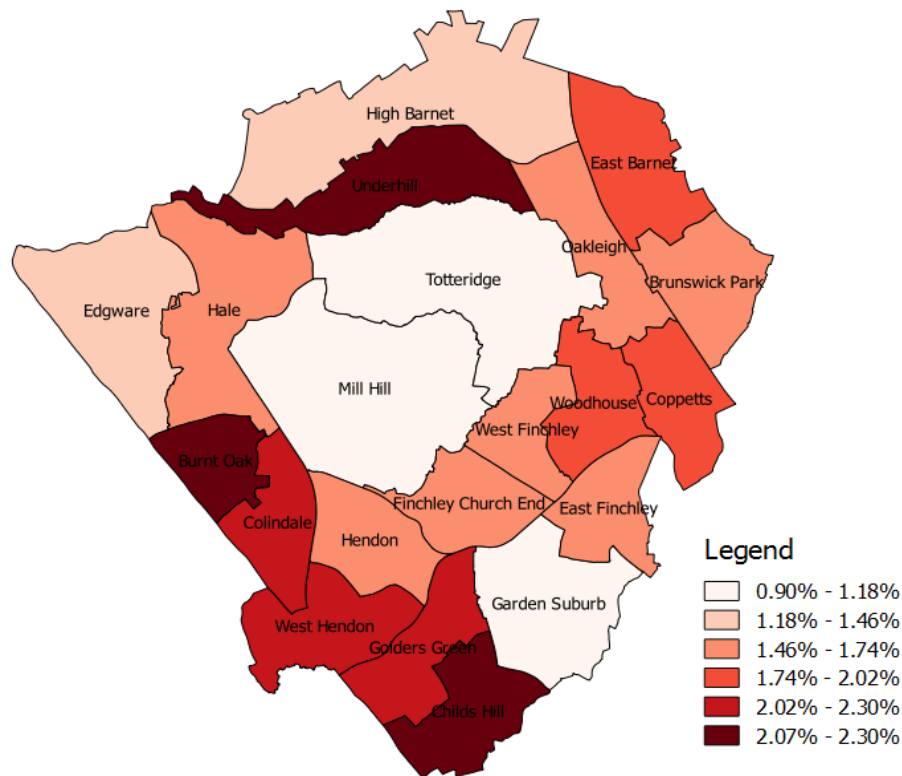 High Barnet
East Barnet
Underhill
Oakleigh
Totteridge
Brunswick Park
Edgware
Hale
Mill Hill
Woodhouse
Coppetts
West Finchley
Burnt Oak
Finchley Church End
East Finchley
Colindale
Hendon
Garden Suburb
West Hendon
Golders Green
Childs Hill
Legend
0.90% - 1.18%
1.18% - 1.46%
1.46% - 1.74%
1.74% - 2.02%
2.02% - 2.30%
2.07% - 2.30%